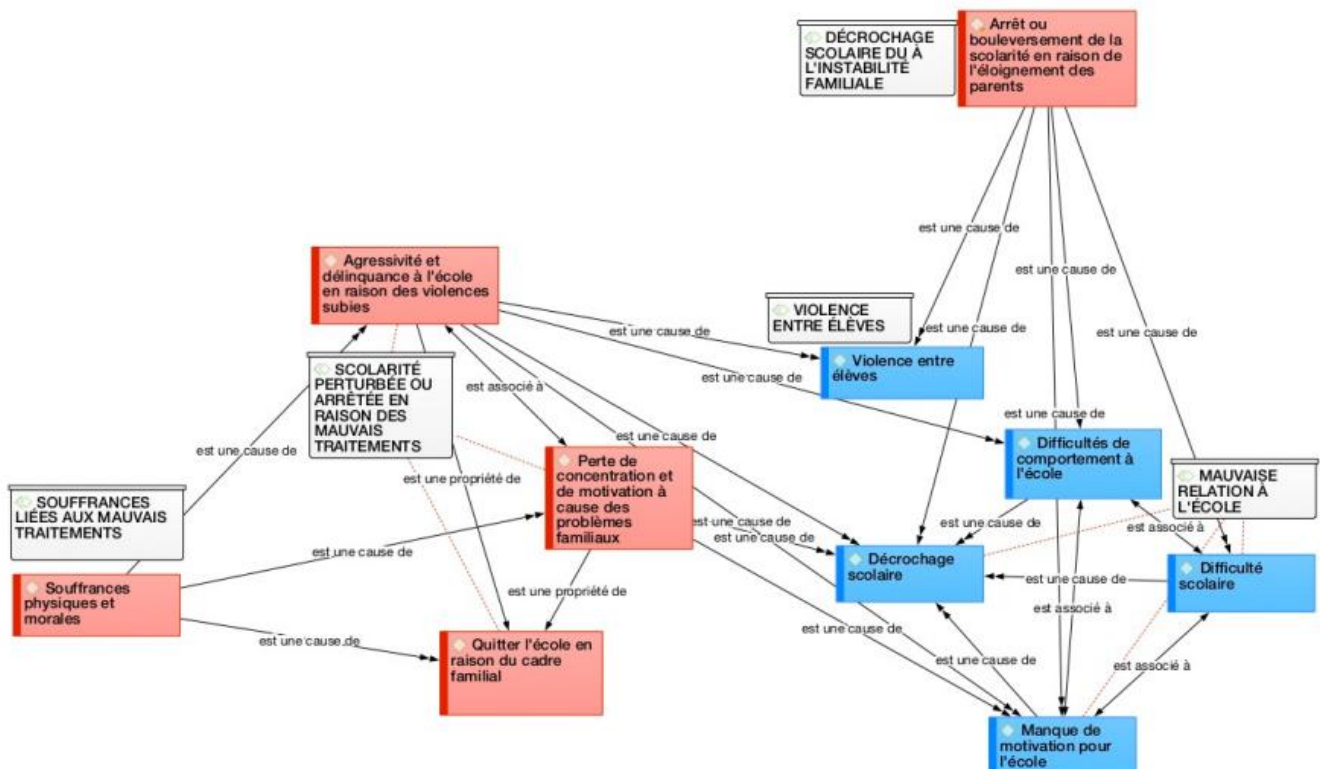 DÉCROCHAGE
SCOLAIRE DU À
L'INSTABILITÉ
FAMILIALE
Arrêt ou
bouleversement de la
scolarité en raison de
l'éloignement des
parents
est une cause de
est une cause de
Agressivité et
délinquance à l'école
en raison des violences
subies
VIOLENCE
ENTRE ÉLÈVES
est une cause de
est une cause de
est une cause de
Violence entre
élèves
SCOLARITÉ
PERTURBÉE OU
ARRÊTÉE EN
RAISON DES
MAUVAIS
TRAITEMENTS
est associé à
est une cause de
est une cause de
est une cause de
Difficultés de
comportement à
l'école
est une cause de
Perte de
concentration et
de motivation à
cause des
problèmes
familiaux
est une propriété de
MAUVAISE
RELATION À
L'ÉCOLE
SOUFFRANCES
LIÉES AUX MAUVAIS
TRAITEMENTS
est une cause de
est une cause de
est une cause de
est associé à
est une cause de
Décrochage
scolaire
Difficulté
scolaire
Souffrances
physiques et
morales
est une propriété de
est une cause de
est associé à
est une cause de
est une cause de
Quitter l'école en
raison du cadre
familial
est une cause de
est associé à
Manque de
motivation pour
l'école